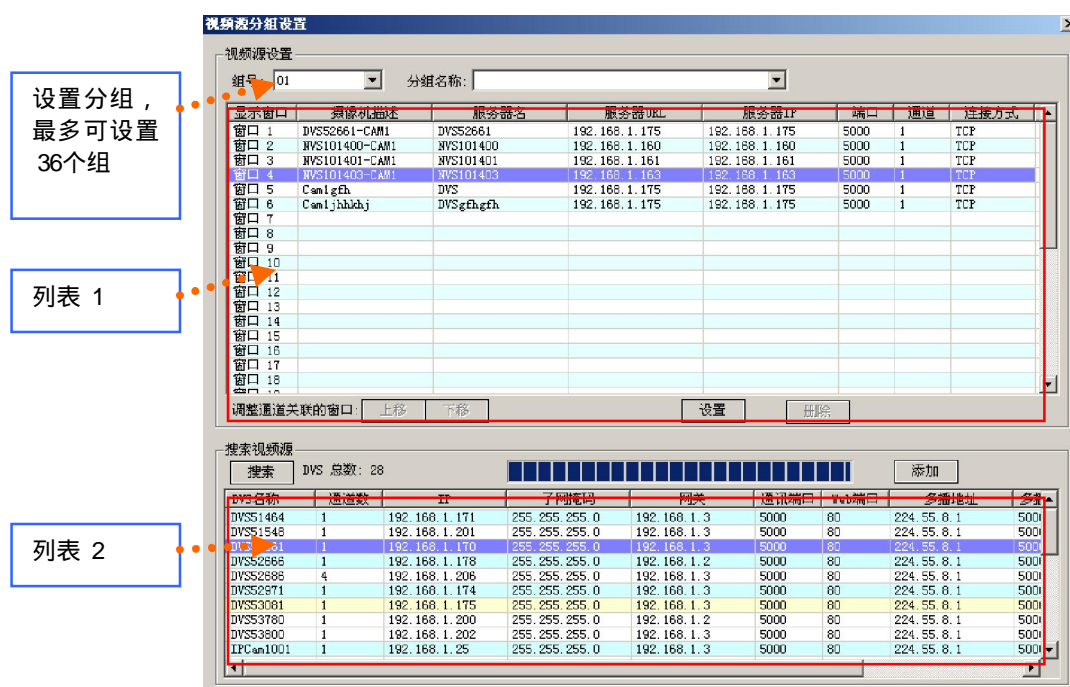 视频源分组设置
视频源设置
组号: 01 分组名称:
设置分组，
最多可设置
36个组
显示窗口 摄像机描述 服务器名 服务器URL 服务器IP 端口 通道 连接方式
窗口 1 DVS52661-CAM1 DVS52661 192.168.1.175 192.168.1.175 5000 1 TCP
窗口 2 NVS101400-CAM1 NVS101400 192.168.1.160 192.168.1.160 5000 1 TCP
窗口 3 NVS101401-CAM1 NVS101401 192.168.1.161 192.168.1.161 5000 1 TCP
窗口 4 NVS101403-CAM1 NVS101403 192.168.1.163 192.168.1.163 5000 1 TCP
窗口 5 Cam1gfh DVS 192.168.1.175 192.168.1.175 5000 1 TCP
窗口 6 Cam1jhhkhj DVSgfhgfh 192.168.1.175 192.168.1.175 5000 1 TCP
窗口 7
窗口 8
窗口 9
窗口 10
窗口 11
窗口 12
窗口 13
窗口 14
窗口 15
窗口 16
窗口 17
窗口 18
列表 1
调整通道关联的窗口: 上移 下移 设置 删除
搜索视频源
搜索 DVS 总数: 28 添加
DVS名称 通道数 IP 子网掩码 网关 通讯端口 Web端口 多播地址
DVS51464 1 192.168.1.171 255.255.255.0 192.168.1.3 5000 80 224.55.8.1 500
DVS51548 1 192.168.1.201 255.255.255.0 192.168.1.3 5000 80 224.55.8.1 500
1 192.168.1.170 255.255.255.0 192.168.1.3 5000 80 224.55.8.1 500
DVS52666 1 192.168.1.178 255.255.255.0 192.168.1.2 5000 80 224.55.8.1 500
DVS52686 4 192.168.1.206 255.255.255.0 192.168.1.3 5000 80 224.55.8.1 500
DVS52971 1 192.168.1.174 255.255.255.0 192.168.1.3 5000 80 224.55.8.1 500
DVS53081 1 192.168.1.175 255.255.255.0 192.168.1.3 5000 80 224.55.8.1 500
DVS53780 1 192.168.1.200 255.255.255.0 192.168.1.2 5000 80 224.55.8.1 500
DVS53800 1 192.168.1.202 255.255.255.0 192.168.1.3 5000 80 224.55.8.1 500
IPCam1001 1 192.168.1.25 255.255.255.0 192.168.1.3 5000 80 224.55.8.1 500
列表 2